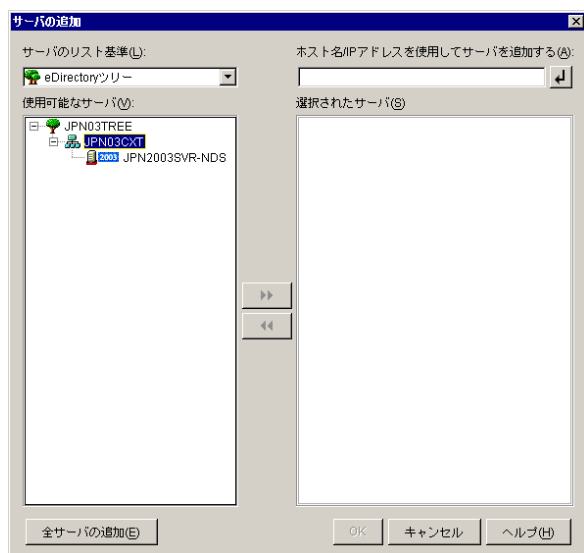 サーバの追加
サーバのリスト基準(L):
eDirectoryツリー
ホスト名/IPアドレスを使用してサーバを追加する(A):
使用可能なサーバ(V):
選択されたサーバ(S)
JPN03TREE
JPN03CXT
2003 JPN2003SVR-NDS
全サーバの追加(E)
OK
キャンセル
ヘルプ(H)